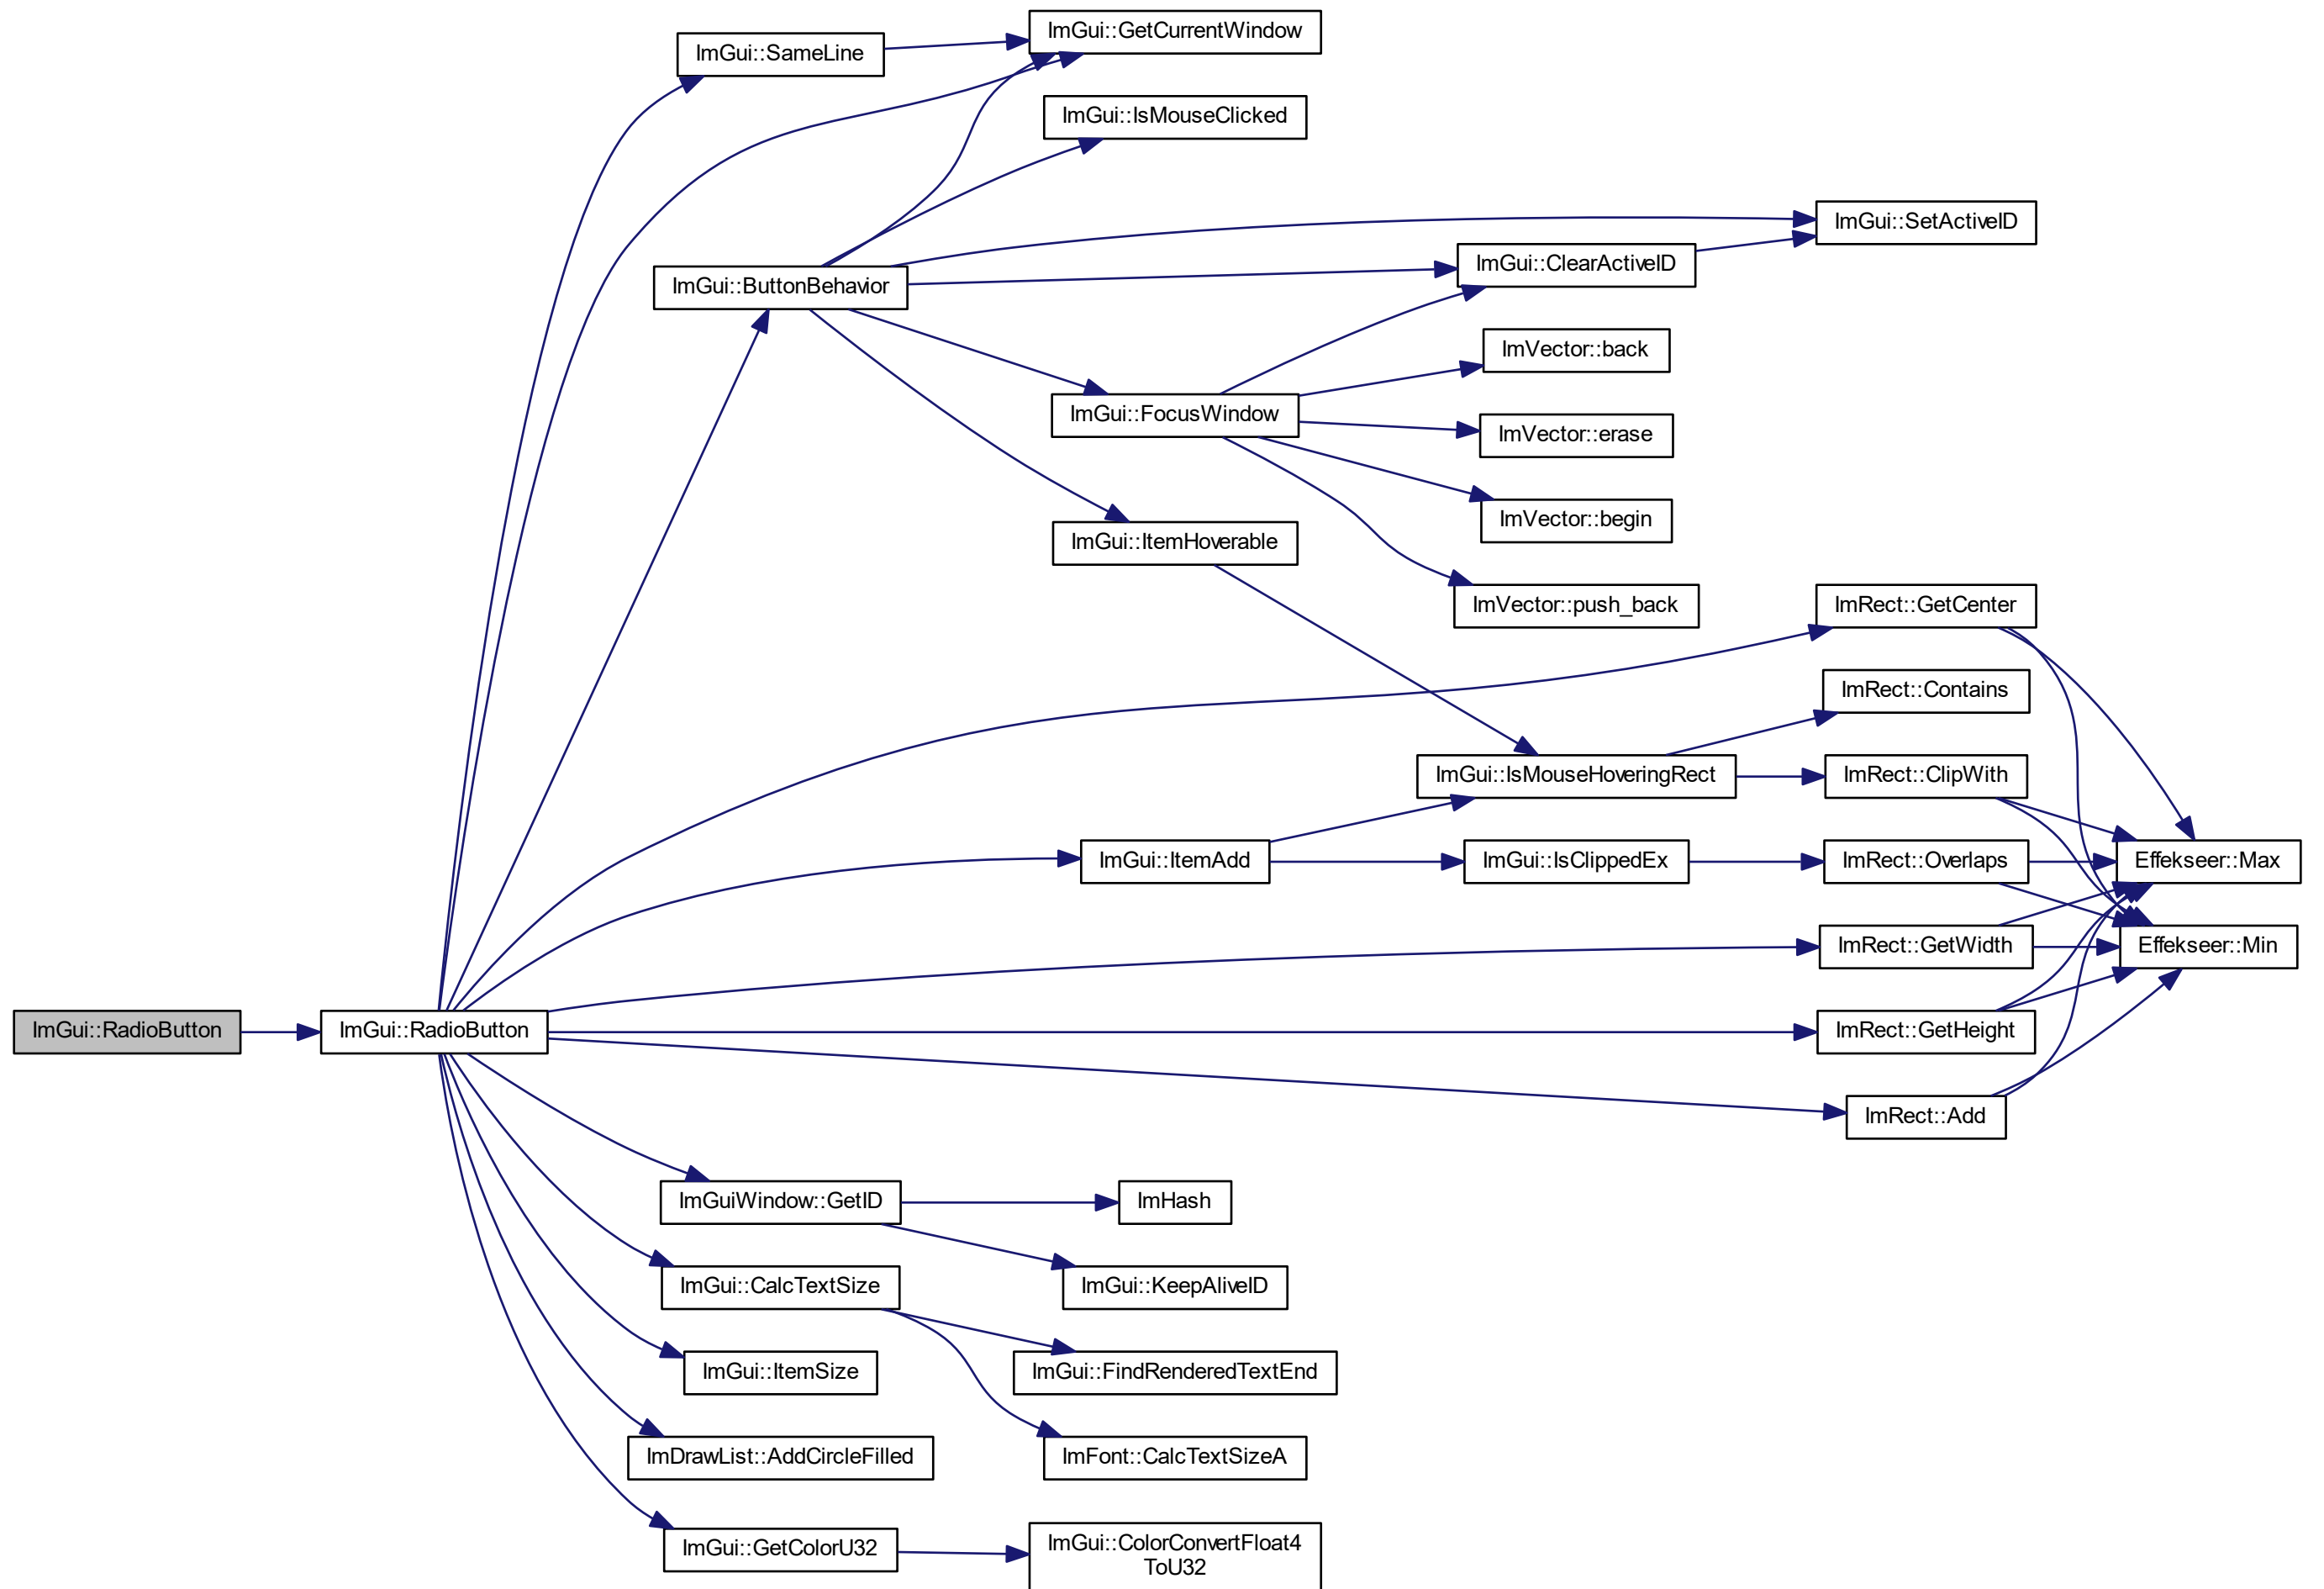 ImGui::GetCurrentWindow
ImGui::SameLine
ImGui::IsMouseClicked
ImGui::SetActiveID
ImGui::ClearActiveID
ImGui::ButtonBehavior
ImVector::back
ImGui::FocusWindow
ImVector::erase
ImVector::begin
ImGui::ItemHoverable
ImVector::push_back
ImRect::GetCenter
ImRect::Contains
ImGui::IsMouseHoveringRect
ImRect::ClipWith
ImGui::ItemAdd
ImGui::IsClippedEx
ImRect::Overlaps
Effekseer::Max
ImRect::GetWidth
Effekseer::Min
ImGui::RadioButton
ImGui::RadioButton
ImRect::GetHeight
ImRect::Add
ImGuiWindow::GetID
ImHash
ImGui::CalcTextSize
ImGui::KeepAliveID
ImGui::ItemSize
ImGui::FindRenderedTextEnd
ImDrawList::AddCircleFilled
ImFont::CalcTextSizeA
ImGui::GetColorU32
ImGui::ColorConvertFloat4
ToU32